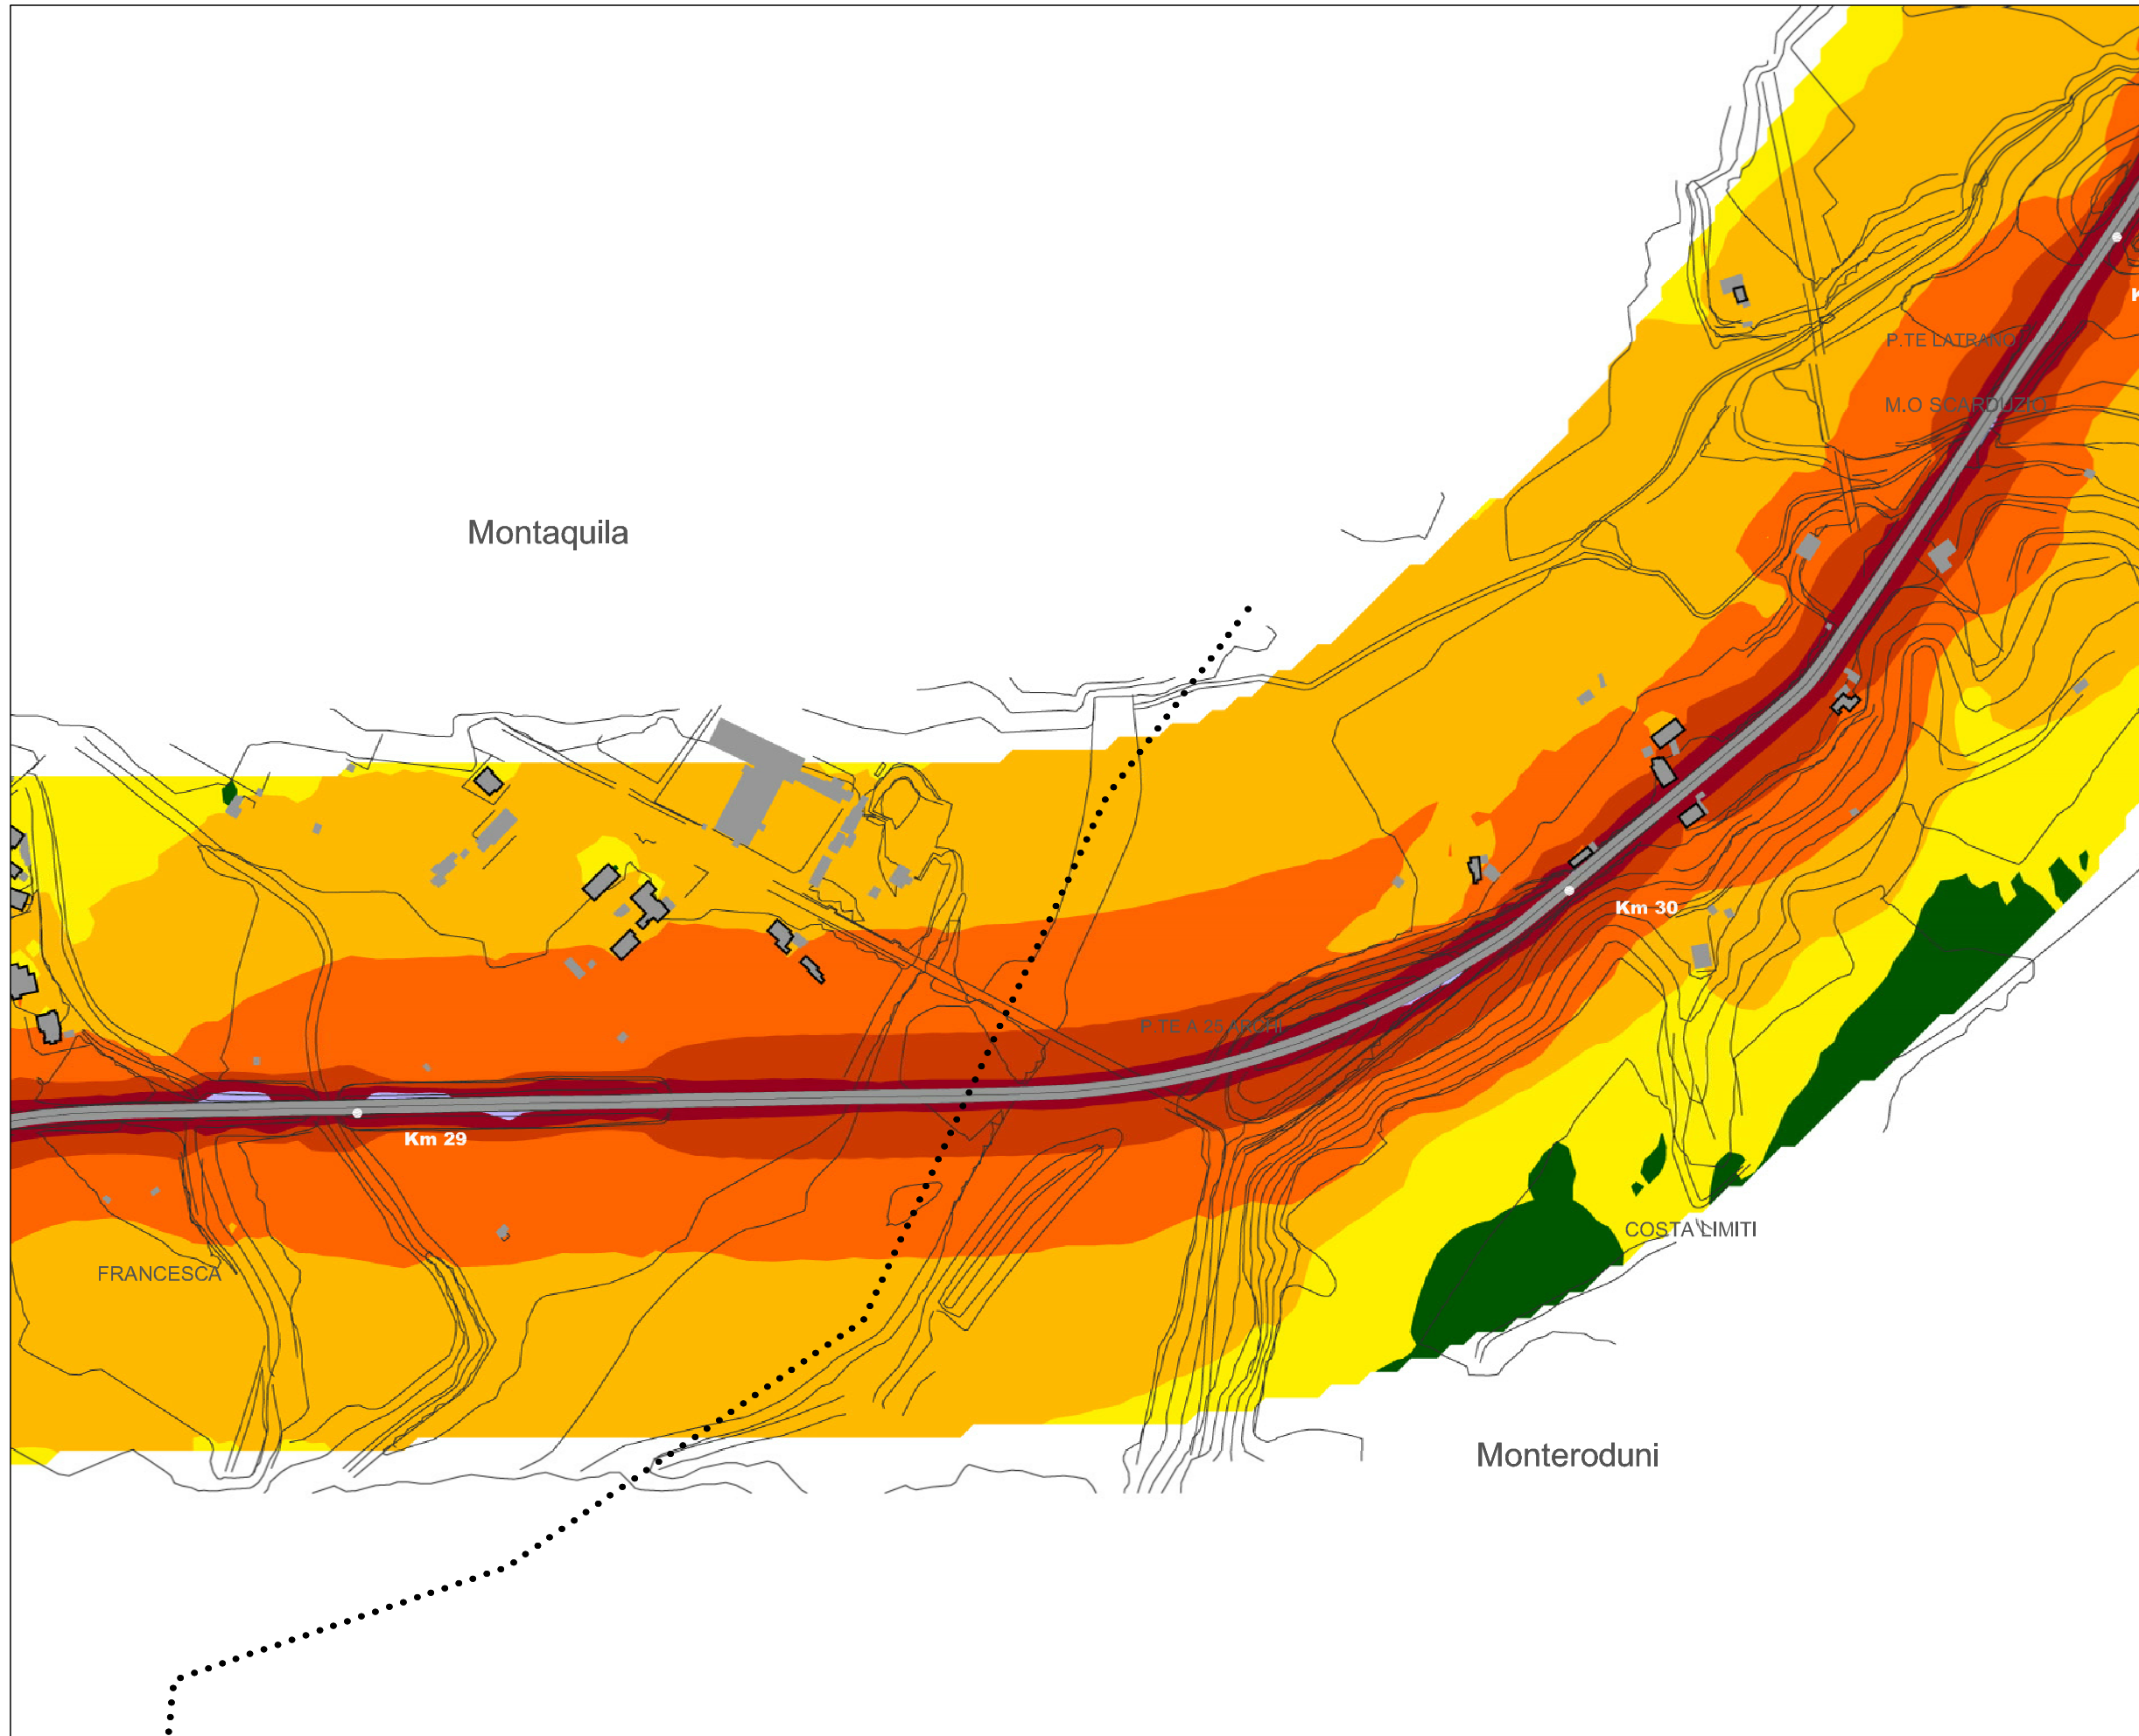 P.TE LATRANO
M.O SCARDUZIO
Montaquila
Km 30
P.TE A 25 ARCHI
Km 29
COSTA LIMITI
FRANCESCA
Monteroduni